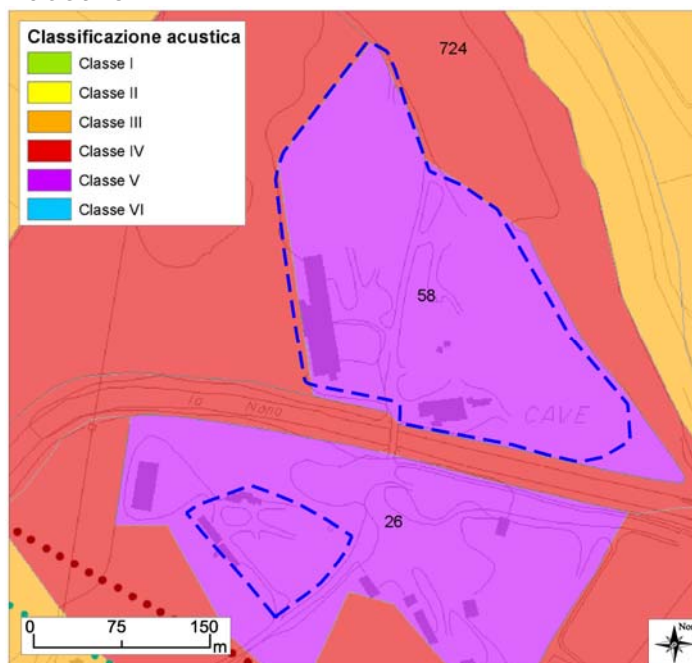 Classificazione acustica
Classe I
Classe II
Classe III
Classe IV
Classe V
Classe VI
724
58
CAVE
26
0 75 150
m